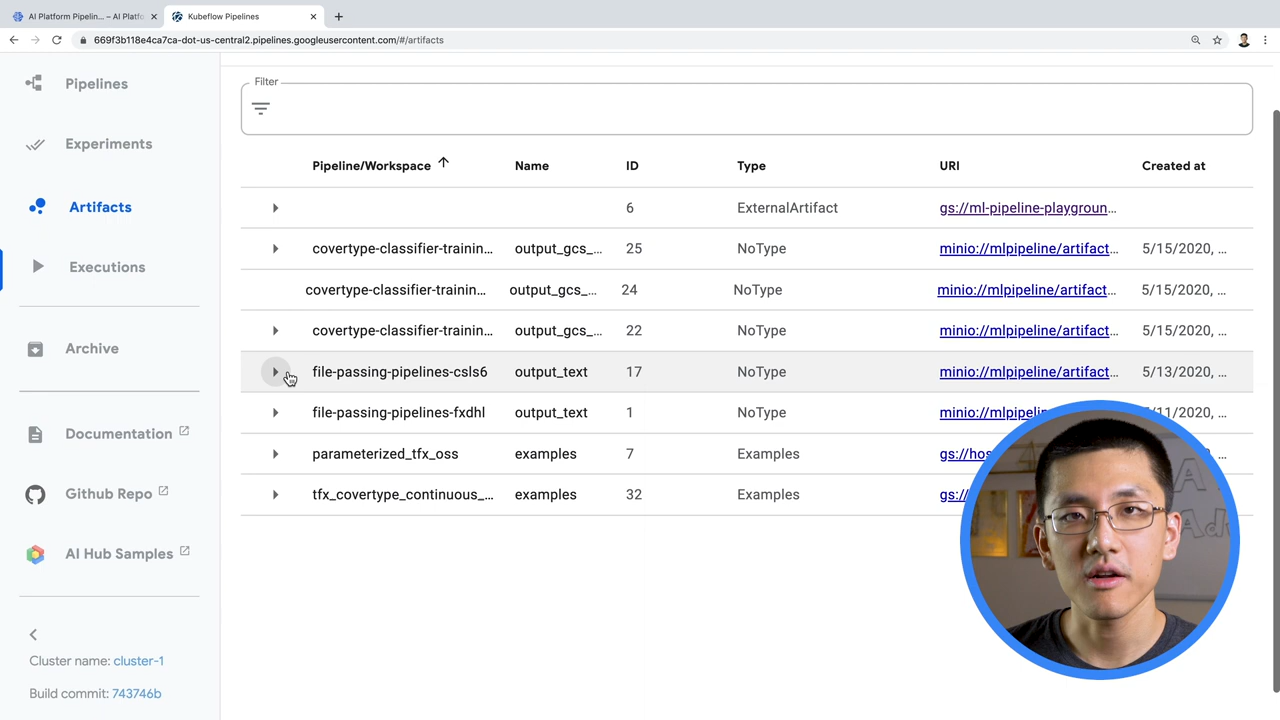 AI Platform Pipelin... – AI Platfo
Kubeflow Pipelines
669f3b118e4ca7ca-dot-us-central2.pipelines.googleusercontent.com/#/artifacts
Pipelines
Experiments
Artifacts
Executions
Archive
Documentation
Github Repo
AI Hub Samples
Cluster name: cluster-1
Build commit: 743746b
Filter
Pipeline/Workspace Name ID Type URI Created at
6 ExternalArtifact gs://ml-pipeline-playgroun...
covertype-classifier-trainin... output_gcs_... 25 NoType minio://mlpipeline/artifact... 5/15/2020, ...
covertype-classifier-trainin... output_gcs_... 24 NoType minio://mlpipeline/artifact... 5/15/2020, ...
covertype-classifier-trainin... output_gcs_... 22 NoType minio://mlpipeline/artifact... 5/15/2020, ...
file-passing-pipelines-csls6 output_text 17 NoType minio://mlpipeline/artifact... 5/13/2020, ...
file-passing-pipelines-fxdhl output_text 1 NoType minio://mlpipelin /11/2020, ...
parameterized_tfx_oss examples 7 Examples gs://hos ...
tfx_covertype_continuous_... examples 32 Examples gs:// ...